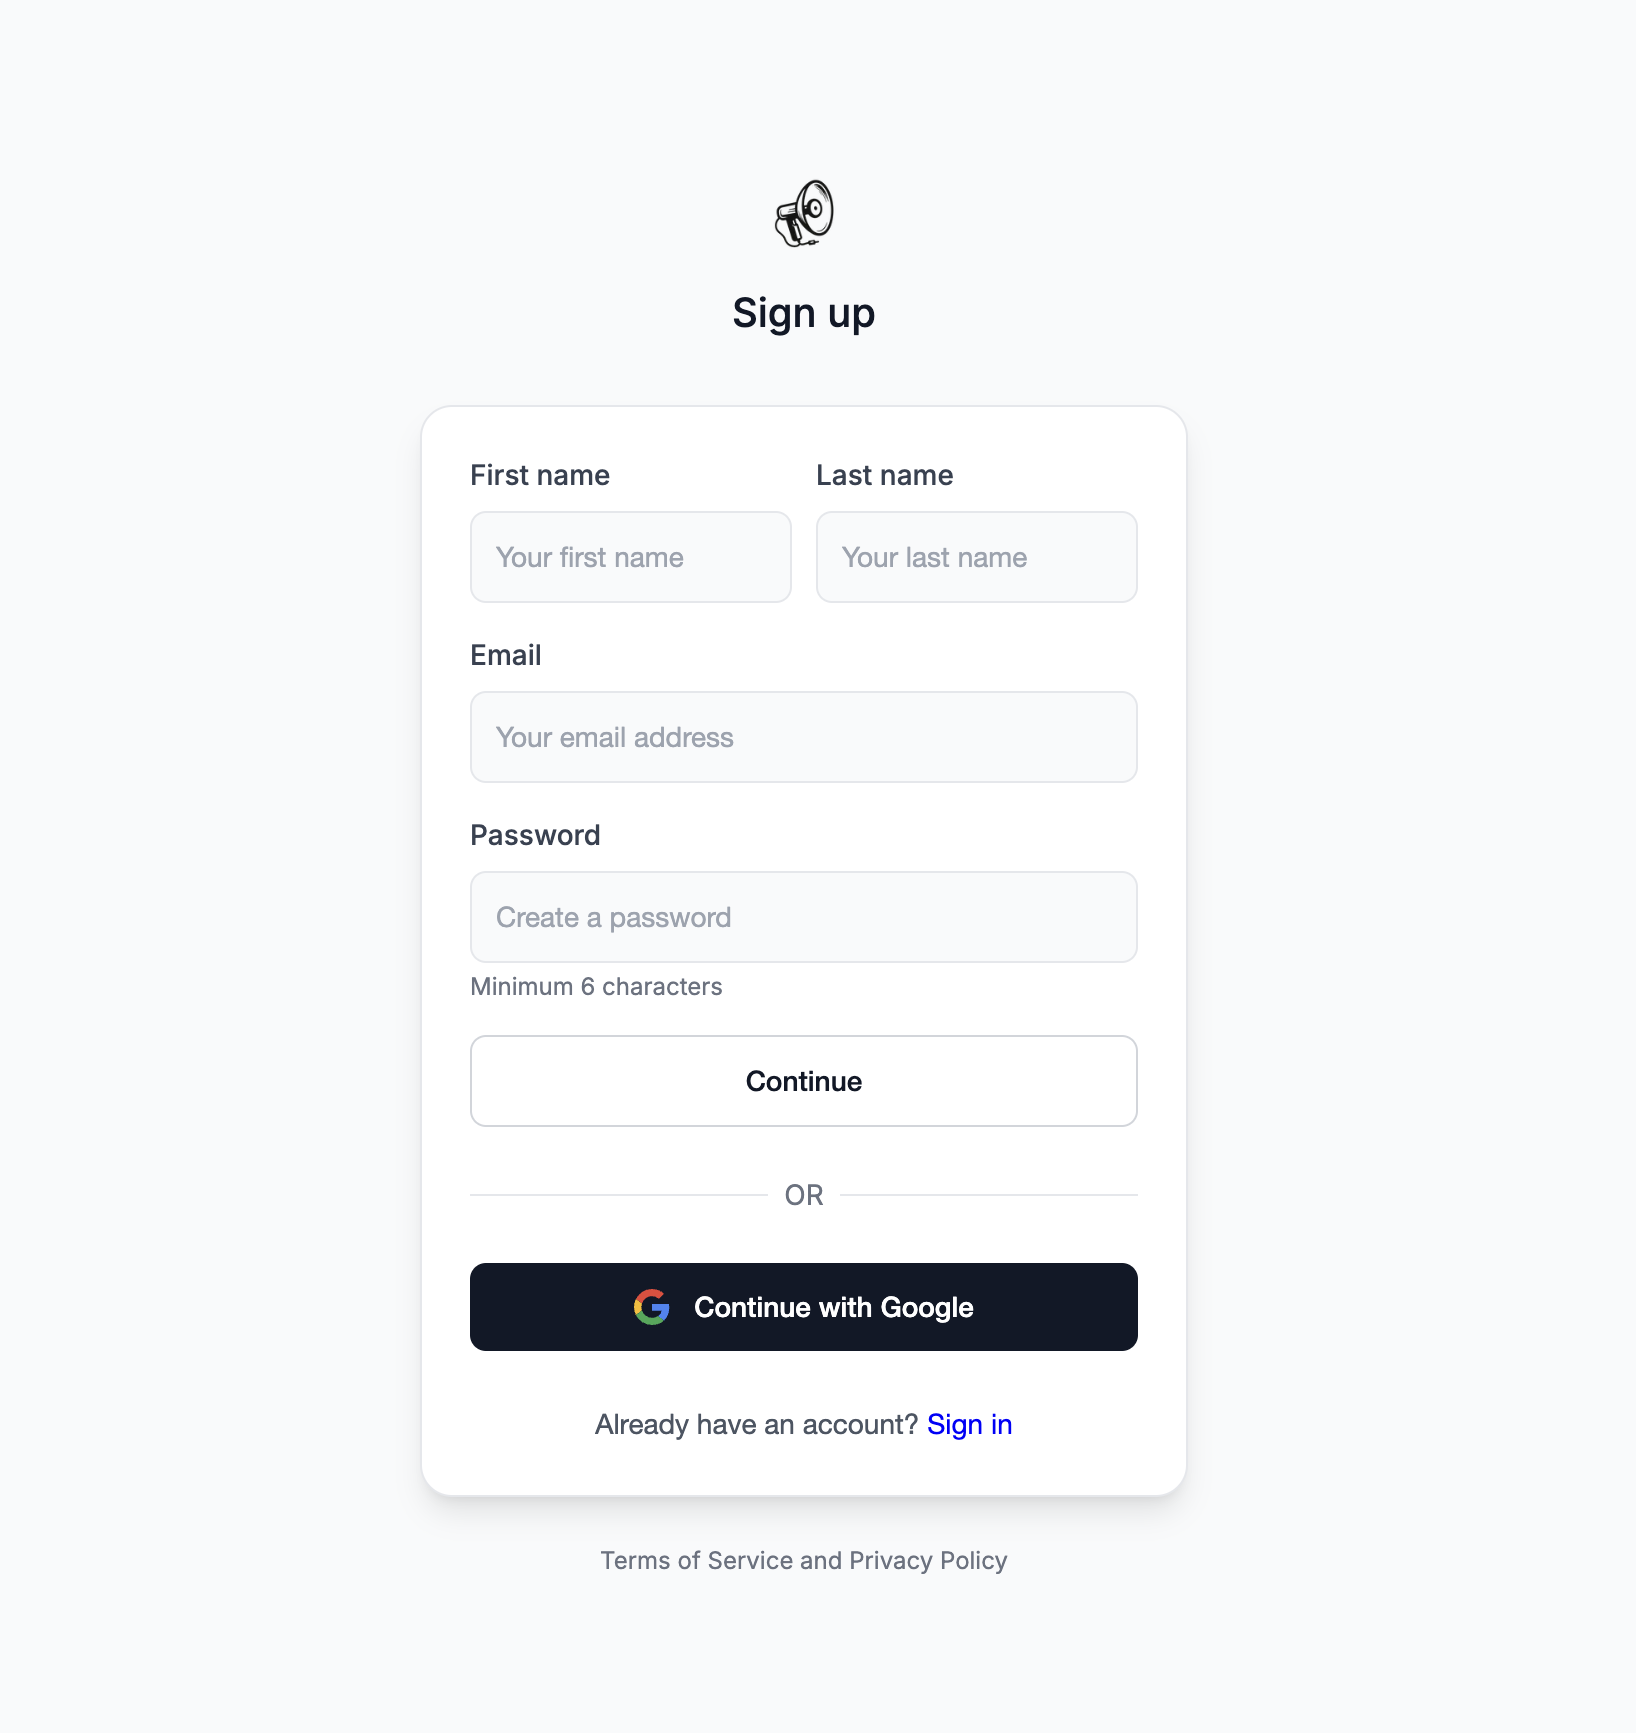 Sign up
First name
Last name
Your first name
Your last name
Email
Your email address
Password
Create a password
Minimum 6 characters
Continue
OR
Continue with Google
Already have an account? Sign in
Terms of Service and Privacy Policy